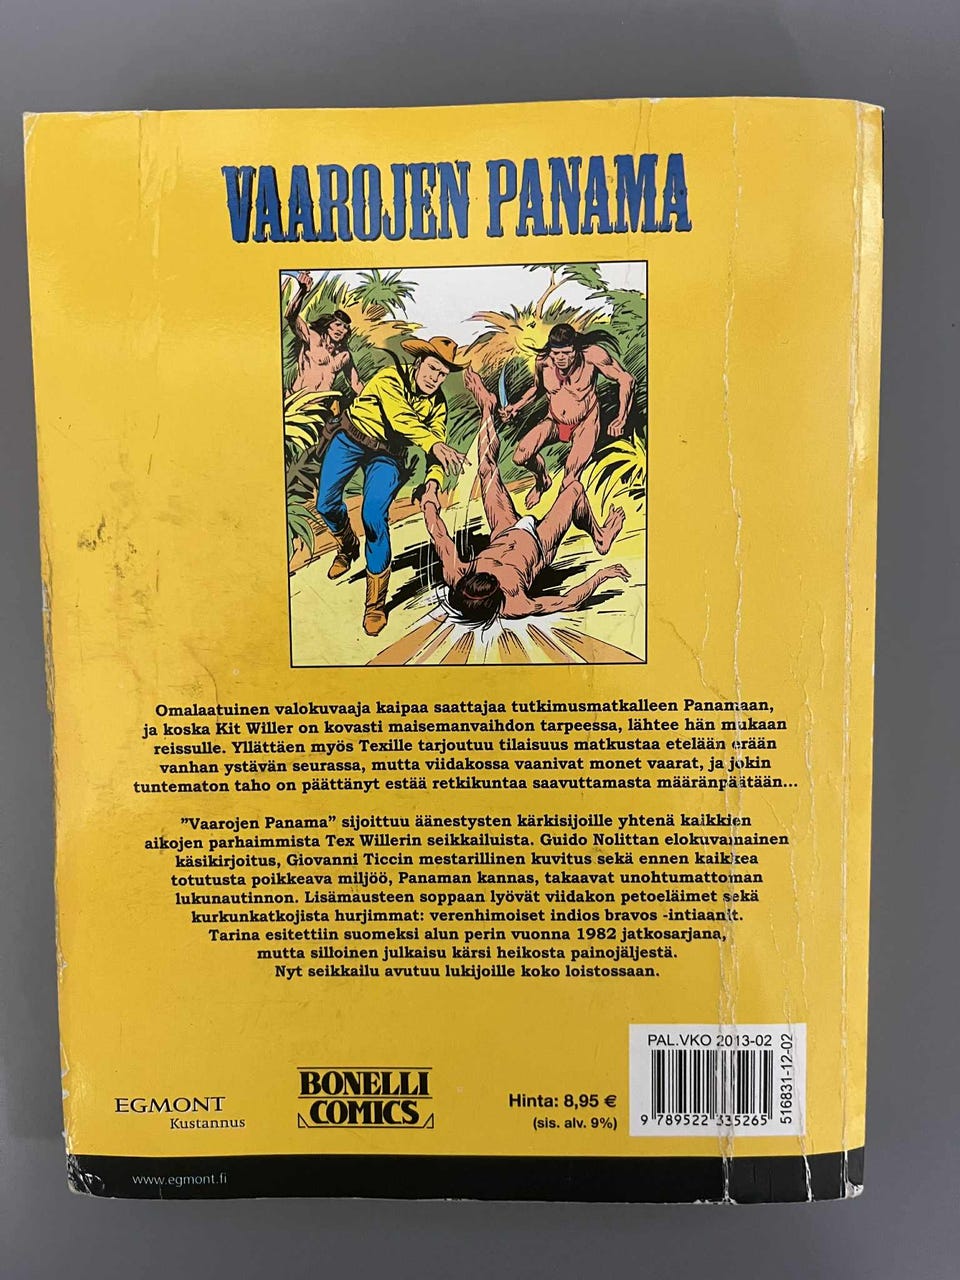 VAAROJEN PANAMA
Omalaatuinen valokuvaaja kaipaa saattajaa tutkimusmatkalleen Panamaan,
ja koska Kit Willer on kovasti maisemanvaihdon tarpeessa, lähtee hän mukaan
reissulle. Yllättäen myös Texille tarjoutuu tilaisuus matkustaa etelään erään
vanhan ystävän seurassa, mutta viidakossa vaanivat monet vaarat, ja jokin
tuntematon taho on päättänyt estää retkikuntaa saavuttamasta määränpäätään...
”Vaarojen Panama” sijoittuu äänestysten kärkisijoille yhtenä kaikkien
aikojen parhaimmista Tex Willerin seikkailuista. Guido Nolittan elokuvamainen
käsikirjoitus, Giovanni Ticcin mestarillinen kuvitus sekä ennen kaikkea
totutusta poikkeava miljöö, Panaman kannas, takaavat unohtumattoman
lukunautinnon. Lisämausteen soppaan lyövät viidakon petoeläimet sekä
kurkunkatkojista hurjimmat: verenhimoiset indios bravos -intiaanit.
Tarina esitettiin suomeksi alun perin vuonna 1982 jatkosarjana,
mutta silloinen julkaisu kärsi heikosta painojäljestä.
Nyt seikkailu avutuu lukijoille koko loistossaan.
PAL.VKO 2013-02
516831-12-02
9 789522 335265
EGMONT
Kustannus
BONELLI
COMICS
Hinta: 8,95 €
(sis. alv. 9%)
www.egmont.fi